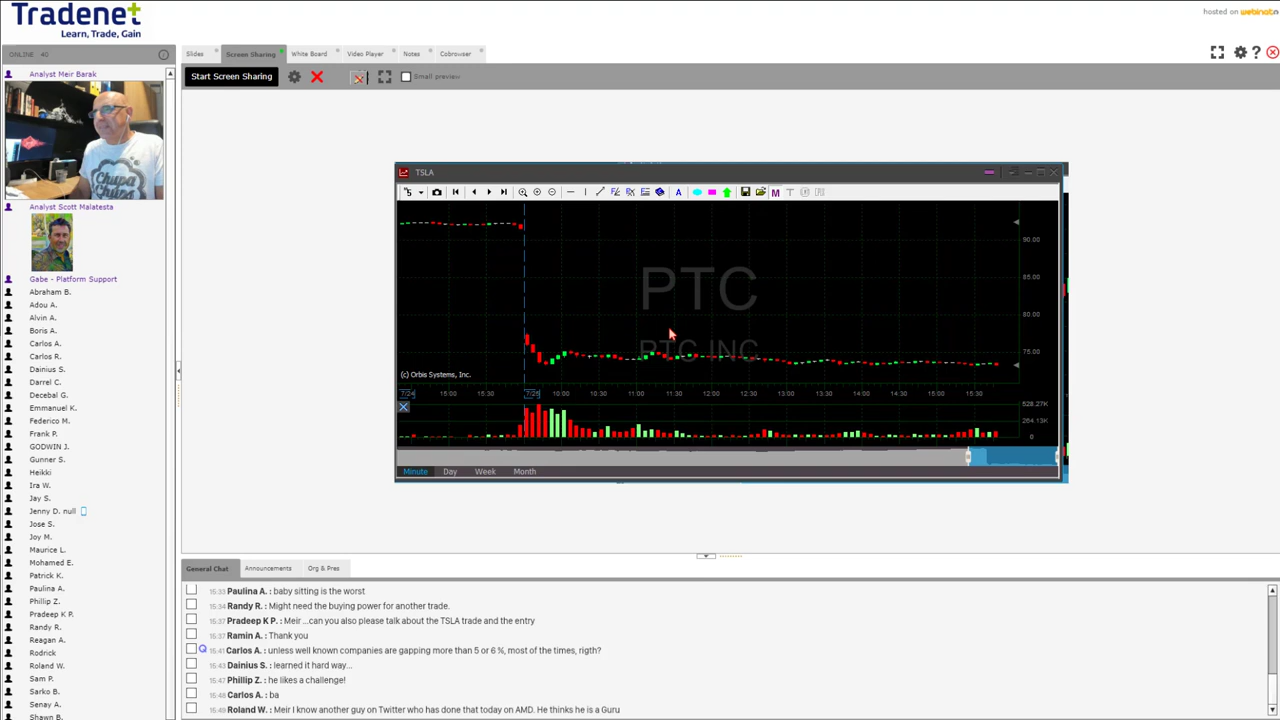 Tradenet
Learn, Trade, Gain
hosted on webinato
ONLINE 40
Slides
Screen Sharing
White Board
Video Player
Notes
Cobrowser
Start Screen Sharing
Small preview
Analyst Meir Barak
Analyst Scott Malatesta
Gabe - Platform Support
Abraham B.
Adou A.
Alvin A.
Boris A.
Carlos A.
Carlos R.
Dainius S.
Darrel C.
Decebal G.
Emmanuel K.
Federico M.
Frank P.
GODWIN J.
Gunner S.
Heikki
Ira W.
Jay S.
Jenny D. null
Jose S.
Joy M.
Maurice L.
Mohamed E.
Patrick K.
Paulina A.
Phillip Z.
Pradeep K P.
Randy R.
Reagan A.
Rodrick
Roland W.
Sam P.
Sarko B.
Senay A.
Shawn B.
TSLA
PTC
PTC INC
90.00
85.00
80.00
75.00
(c) Orbis Systems, Inc.
7/24 15:00 15:30 7/25 10:00 10:30 11:00 11:30 12:00 12:30 13:00 13:30 14:00 14:30 15:00 15:30
528.27K
264.13K
0
Minute Day Week Month
General Chat
Announcements
Org & Pres
15:33 Paulina A. : baby sitting is the worst
15:34 Randy R. : Might need the buying power for another trade.
15:37 Pradeep K P. : Meir ...can you also please talk about the TSLA trade and the entry
15:37 Ramin A. : Thank you
15:41 Carlos A. : unless well known companies are gapping more than 5 or 6 %, most of the times, rigth?
15:43 Dainius S. : learned it hard way...
15:47 Phillip Z. : he likes a challenge!
15:48 Carlos A. : ba
15:49 Roland W. : Meir I know another guy on Twitter who has done that today on AMD. He thinks he is a Guru